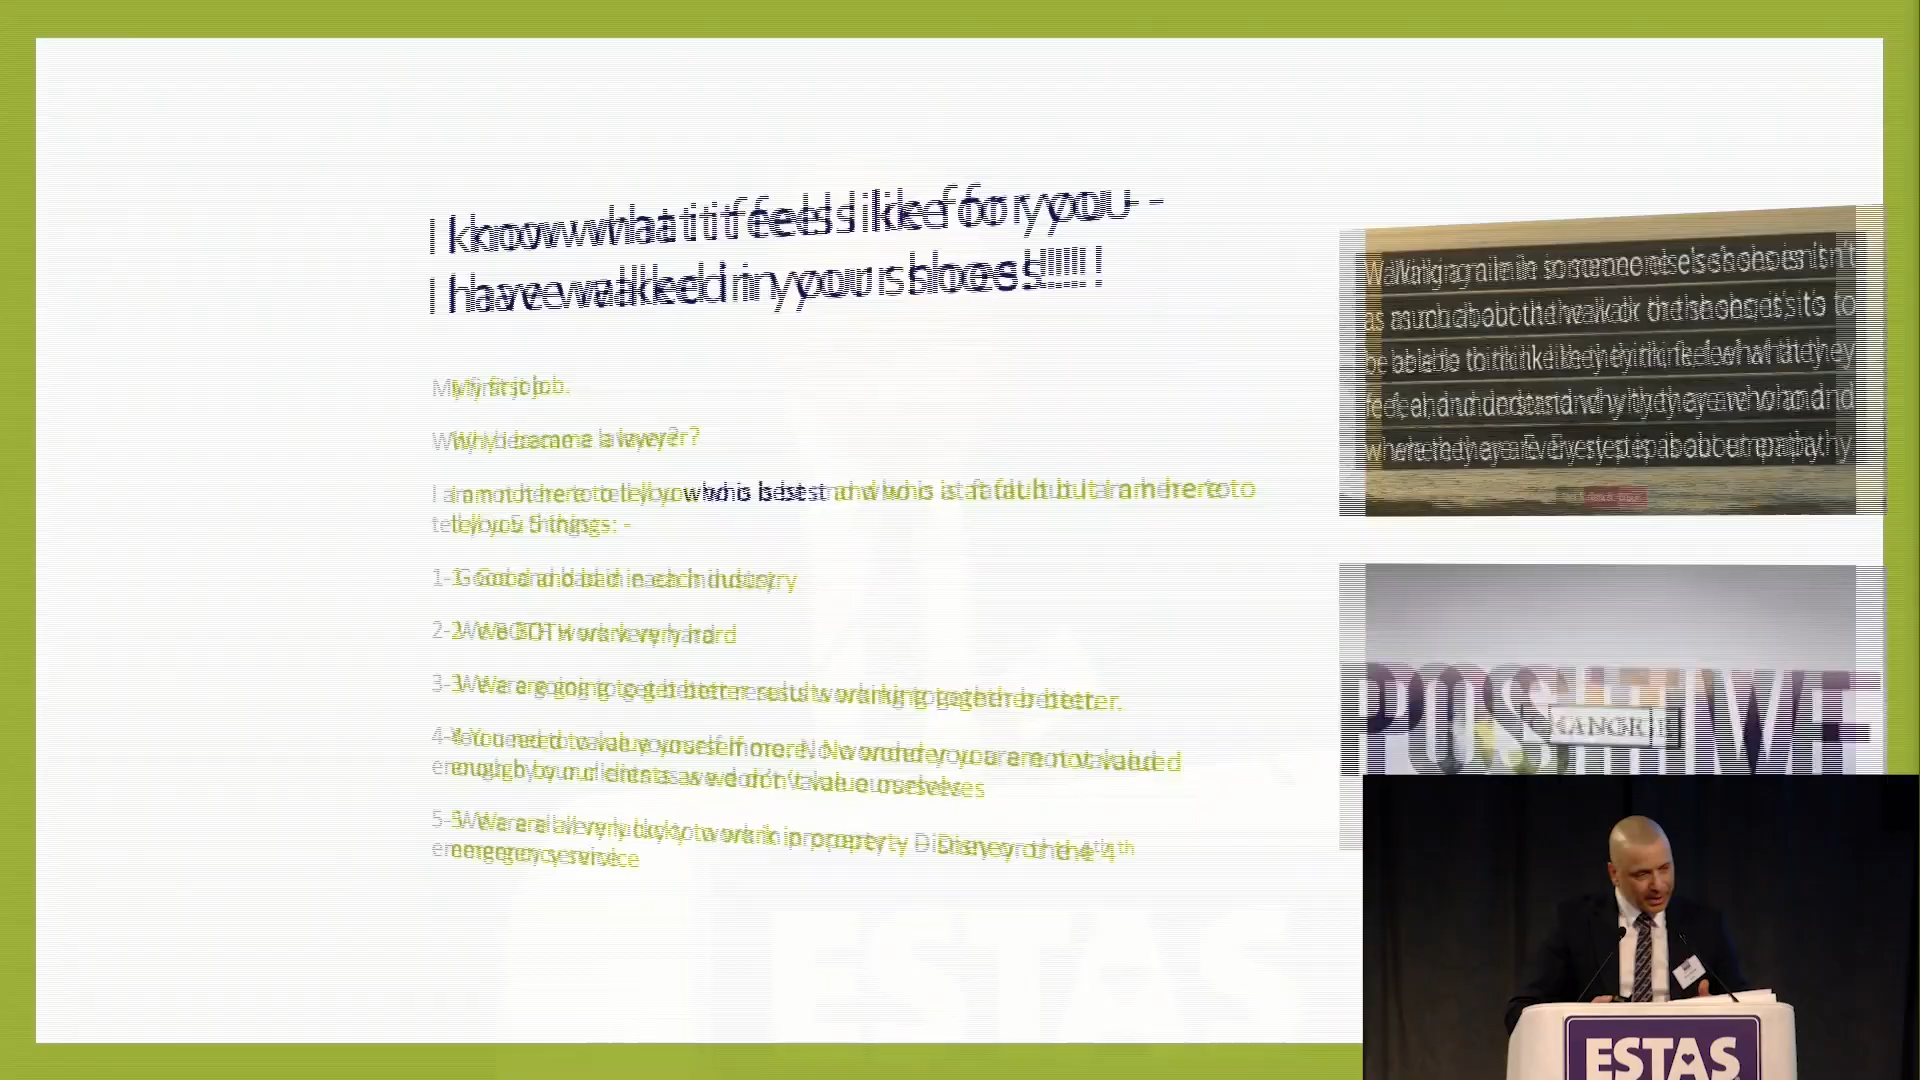 I know what it feels like for you -
I have walked in your shoes!!!!!
My first job.
Why I became a lawyer?
I am not here to tell you who is best and who is at fault but I am here to
tell you 5 things: -
1- Good and bad in each industry
2- We BOTH work very hard
3- We are going to get better results working together better.
4- You need to value yourself more. No wonder you are not valued
enough by our clients as we don't value ourselves
5- We are all very lucky to work in property – Disney or the 4th
emergency service
Walking a mile in someone else's shoes isn't
as much about the walk or the shoes, it's to
be able to think like they think, feel what they
feel, and understand why they are who and
where they are. Every step is about empathy.
POSITIVE
CHANGE
ESTAS
ESTAS